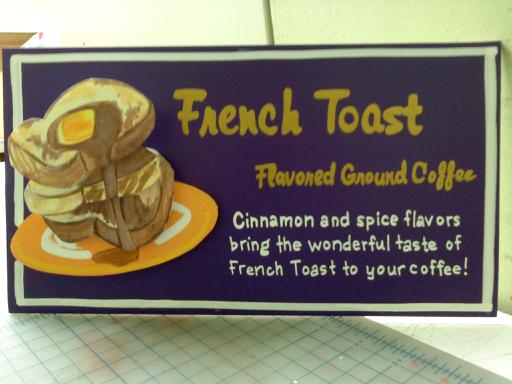 French Toast
Flavored Ground Coffee
Cinnamon and spice flavors
bring the wonderful taste of
French Toast to your coffee!